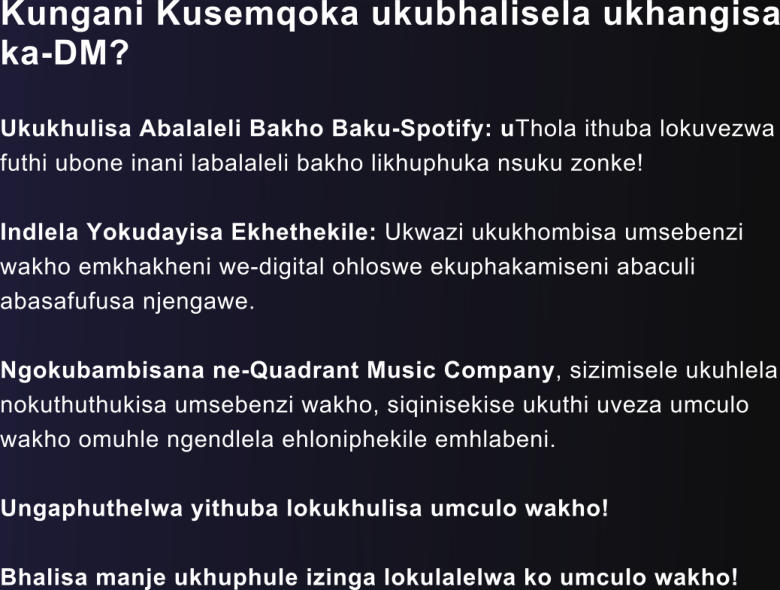 Kungani Kusemqoka ukubhalisela ukhangisa
ka-DM?
Ukukhulisa Abalaleli Bakho Baku-Spotify: uThola ithuba lokuvezwa
futhi ubone inani labalaleli bakho likhuphuka nsuku zonke!
Indlela Yokudayisa Ekhethekile: Ukwazi ukukhombisa umsebenzi
wakho emkhakheni we-digital ohloswe ekuphakamiseni abaculi
abasafufusa njengawe.
Ngokubambisana ne-Quadrant Music Company, sizimisele ukuhlela
nokuthuthukisa umsebenzi wakho, siqinisekise ukuthi uveza umculo
wakho omuhle ngendlela ehloniphekile emhlabeni.
Ungaphuthelwa yithuba lokukhulisa umculo wakho!
Bhalisa manje ukhuphule izinga lokulalelwa ko umculo wakho!